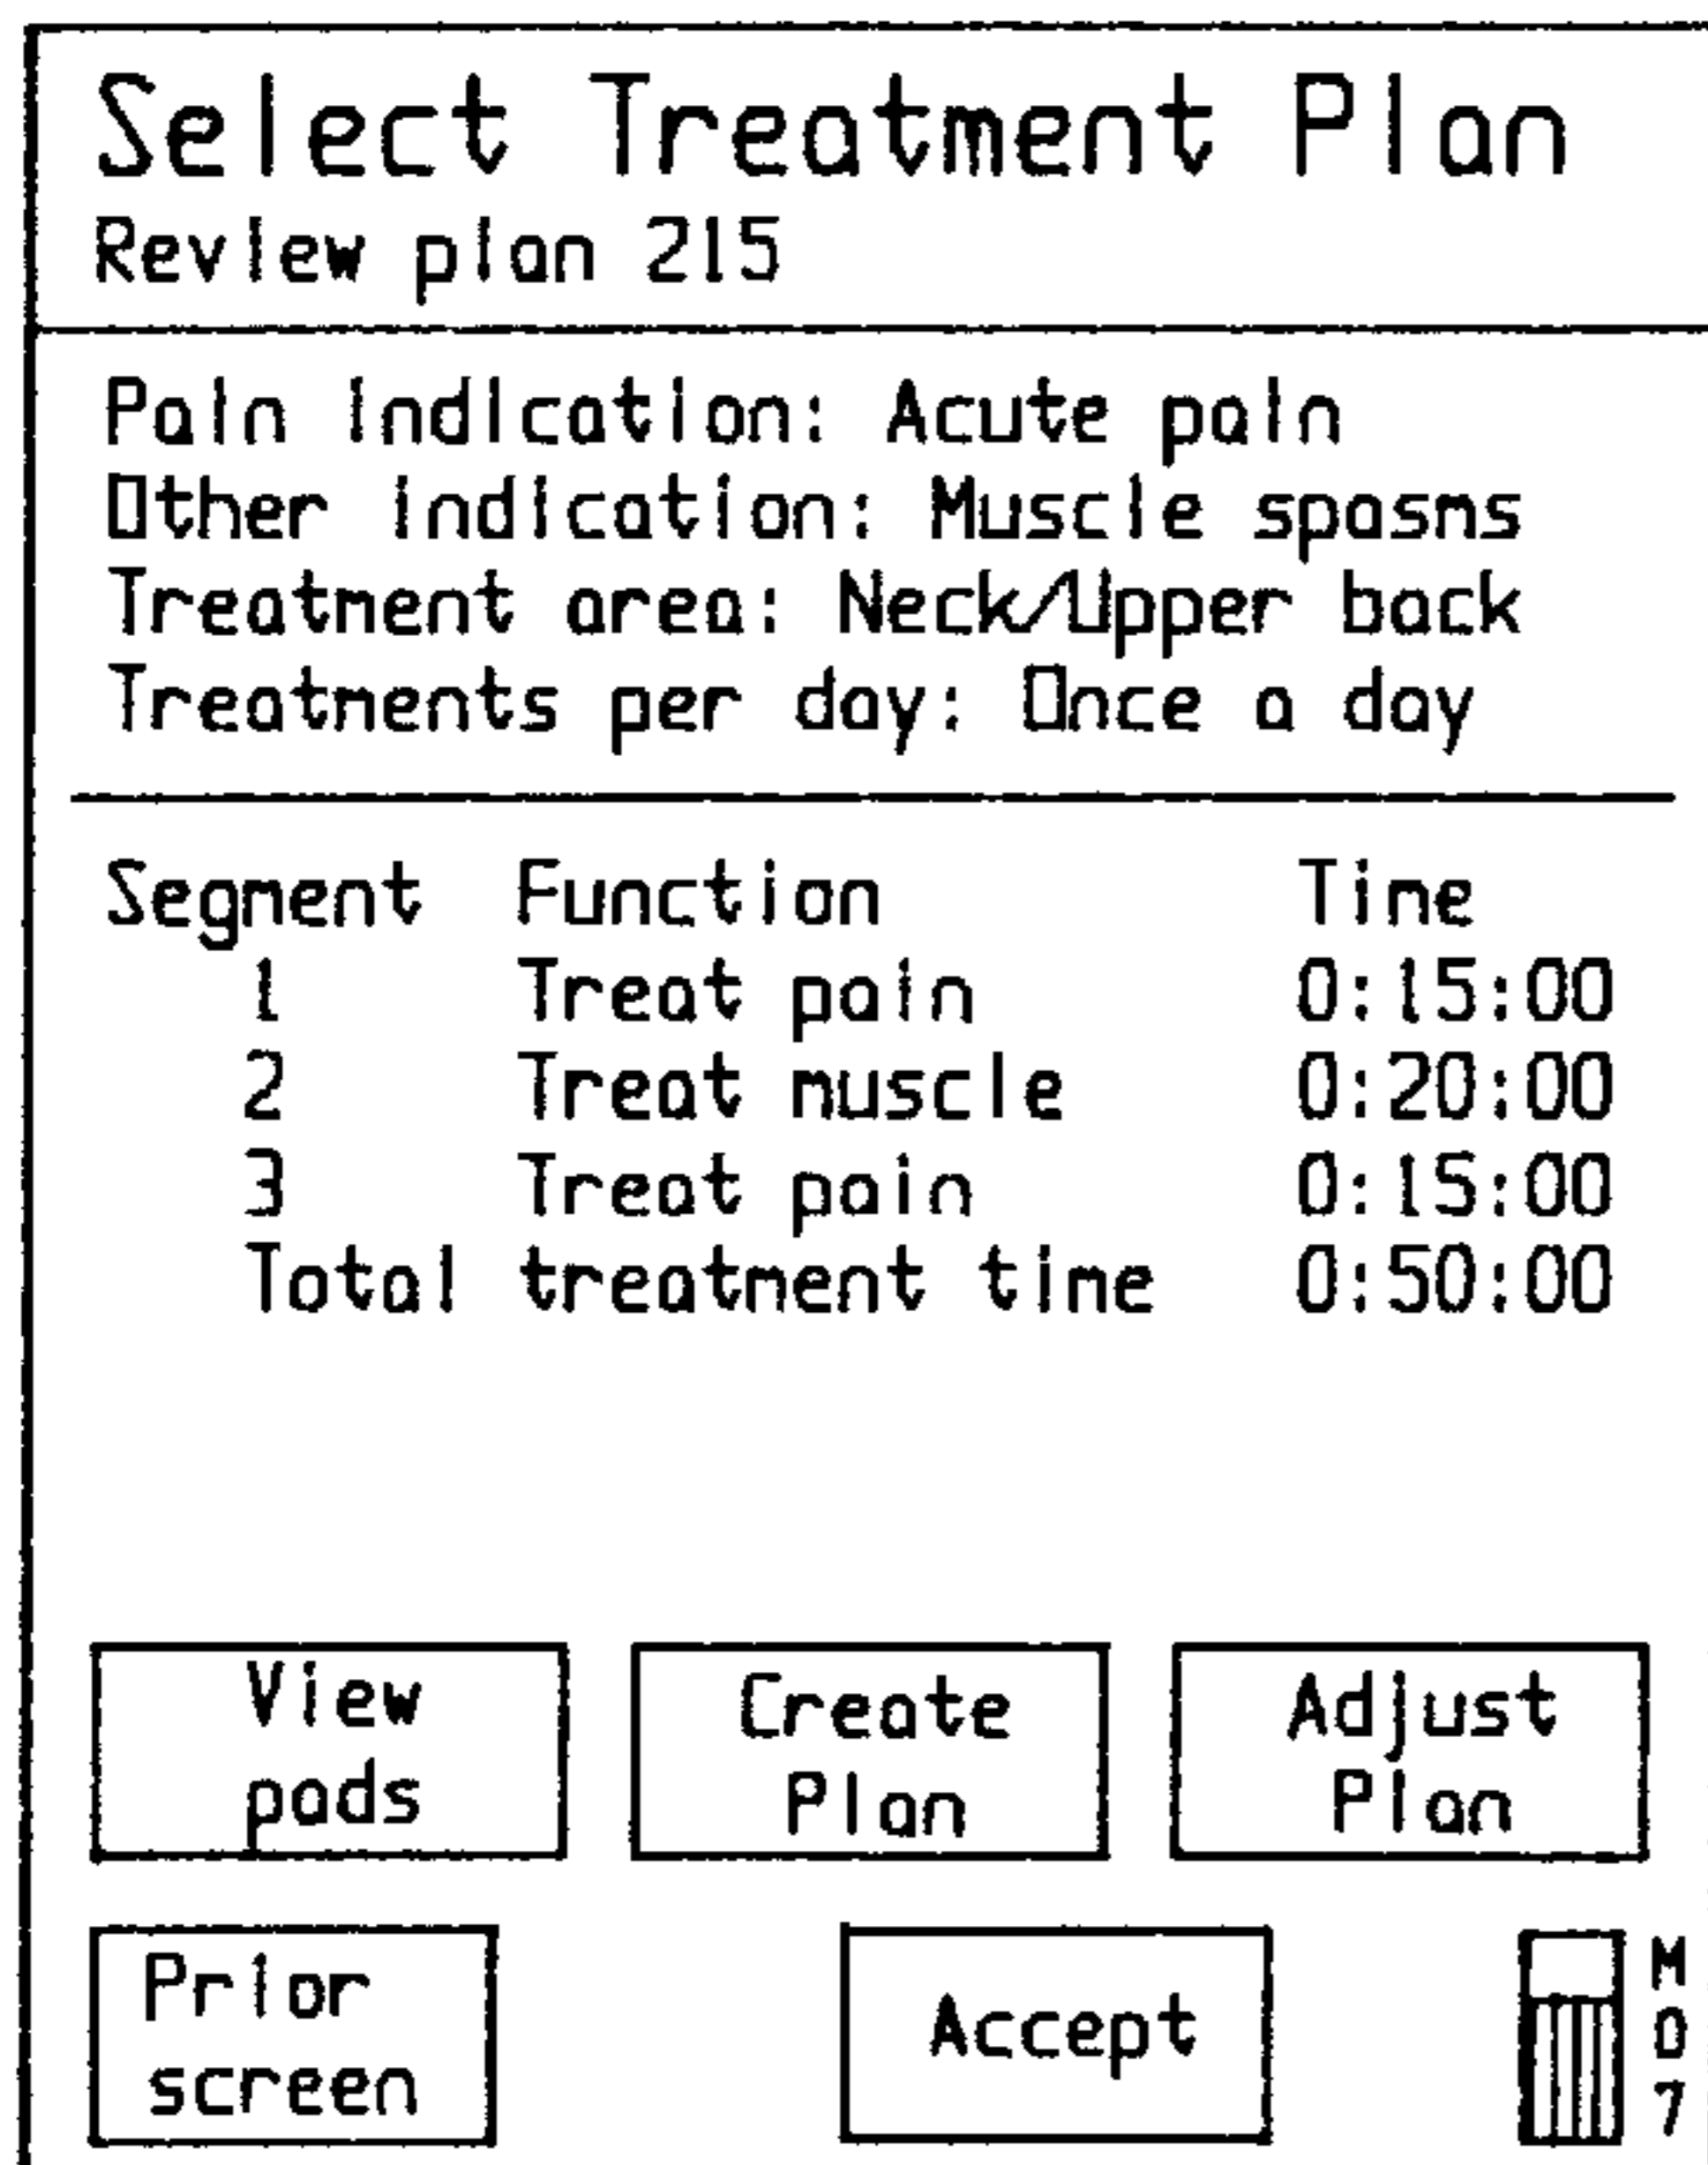 Select Treatment Plan
Review plan 215
Pain indication: Acute pain
Other indication: Muscle spasms
Treatment area: Neck/Upper back
Treatments per day: Once a day
Segment Function Time
1 Treat pain 0:15:00
2 Treat muscle 0:20:00
3 Treat pain 0:15:00
Total treatment time 0:50:00
View pads
Create Plan
Adjust Plan
Prior screen
Accept
M07